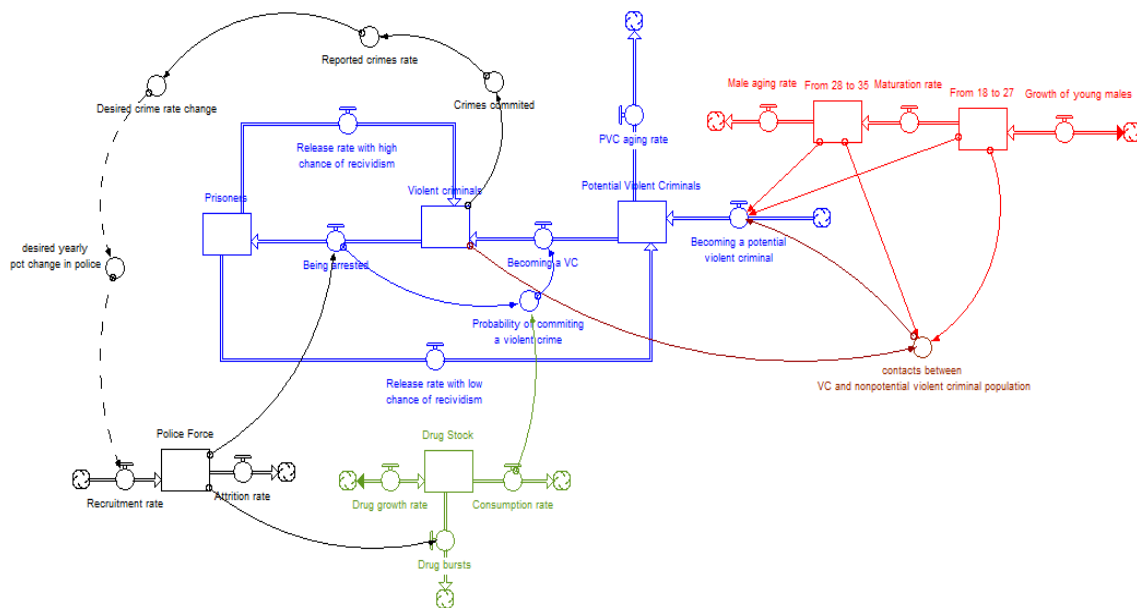 Reported crimes rate
Desired crime rate change
Crimes commited
Male aging rate
From 28 to 35
Maturation rate
From 18 to 27
Growth of young males
PVC aging rate
Release rate with high
chance of recividism
Prisoners
Violent criminals
Potential Violent Criminals
desired yearly
pct change in police
Being arrested
Becoming a VC
Becoming a potential
violent criminal
Probability of commiting
a violent crime
Release rate with low
chance of recividism
contacts between
VC and nonpotential violent criminal population
Police Force
Drug Stock
Recruitment rate
Attrition rate
Drug growth rate
Consumption rate
Drug bursts